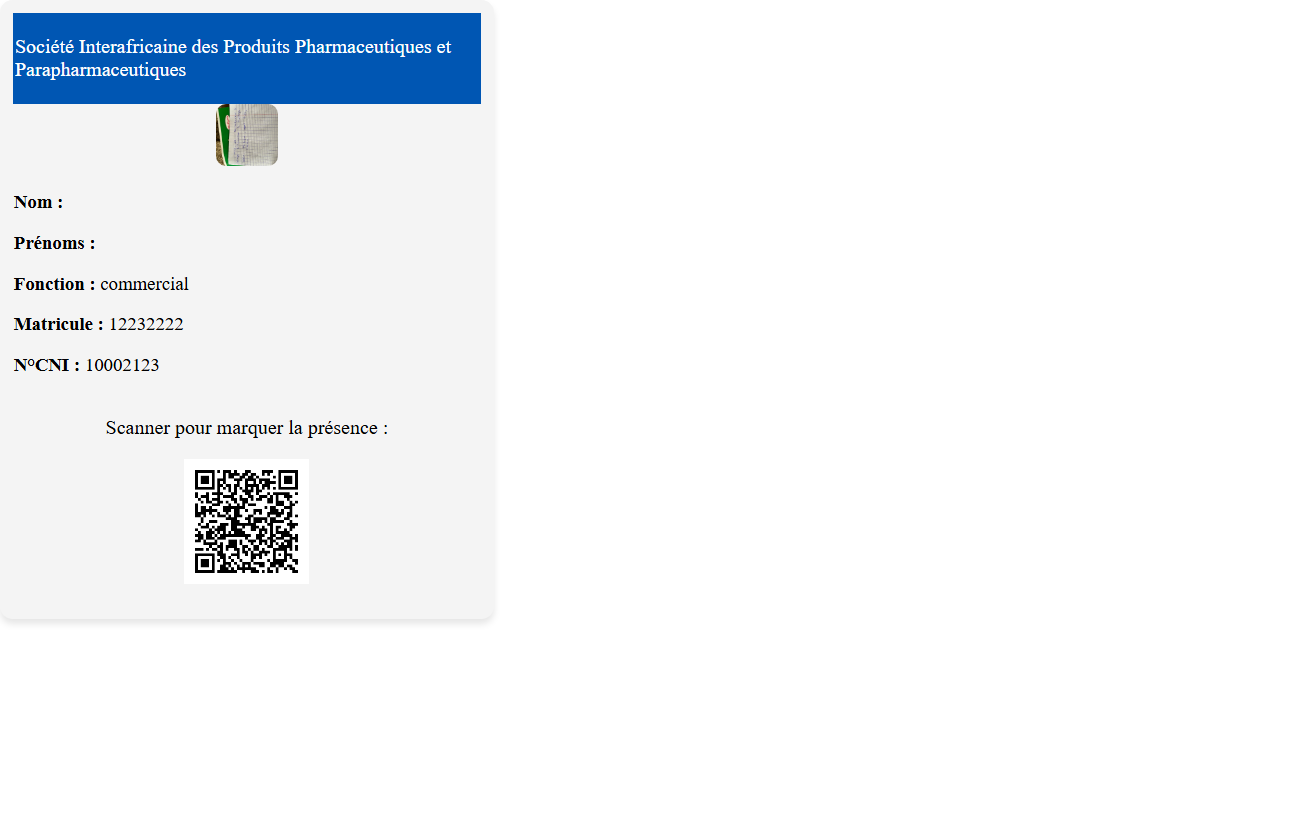 Société Interafricaine des Produits Pharmaceutiques et
Parapharmaceutiques
Nom :
Prénoms :
Fonction : commercial
Matricule : 12232222
N°CNI : 10002123
Scanner pour marquer la présence :